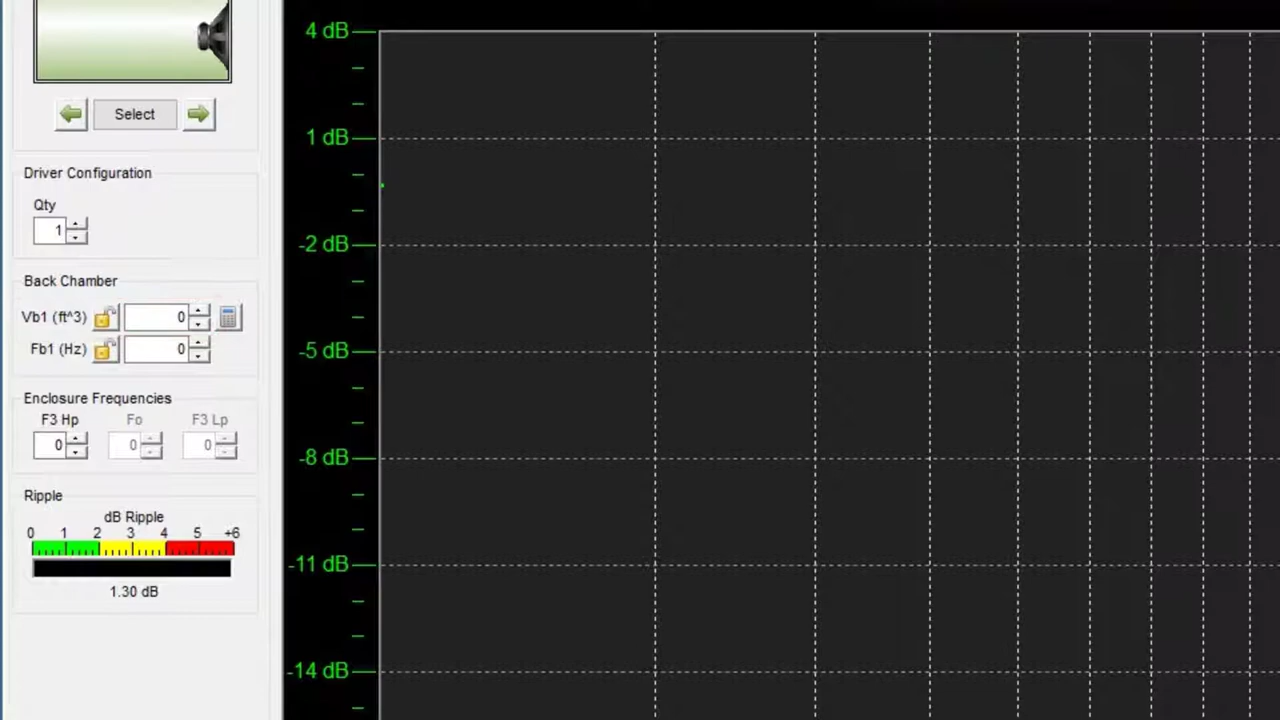 Select
Driver Configuration
Qty
1
Back Chamber
Vb1 (ft^3) 0
Fb1 (Hz) 0
Enclosure Frequencies
F3 Hp Fo F3 Lp
0 0 0
Ripple
dB Ripple
0 1 2 3 4 5 +6
1.30 dB
4 dB
1 dB
-2 dB
-5 dB
-8 dB
-11 dB
-14 dB